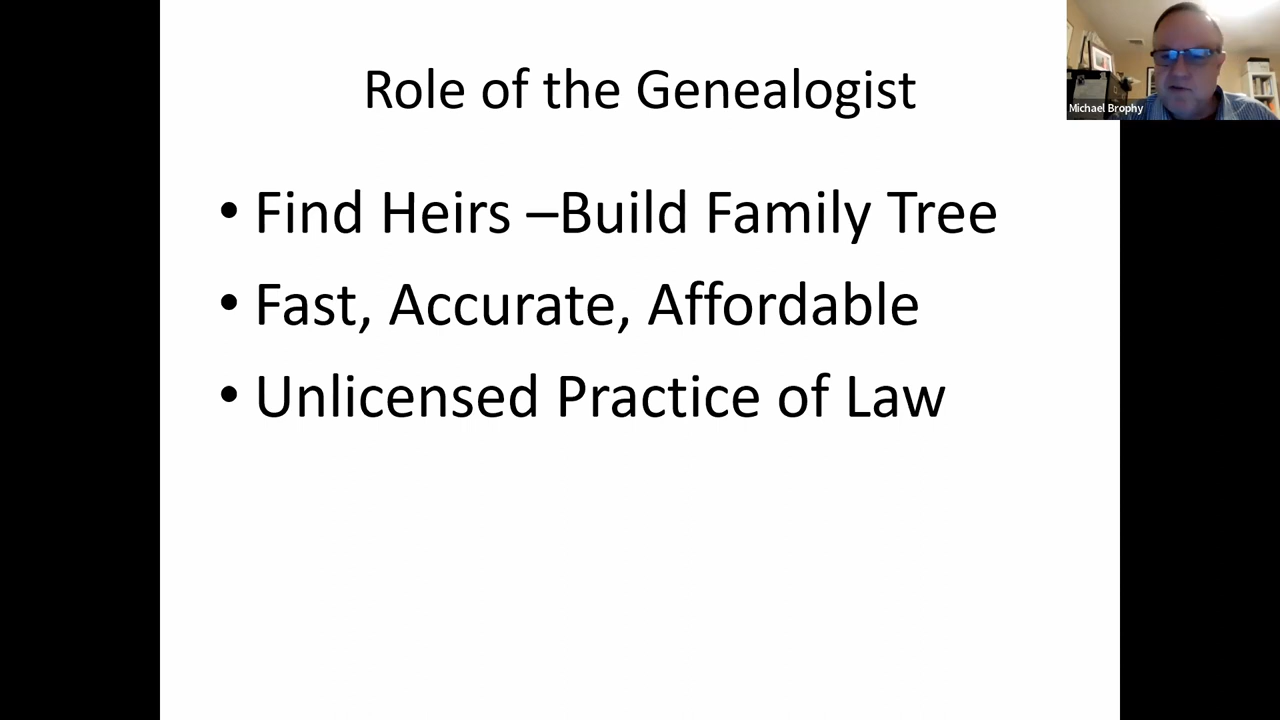 Role of the Genealogist
• Find Heirs –Build Family Tree
• Fast, Accurate, Affordable
• Unlicensed Practice of Law
Michael Brophy